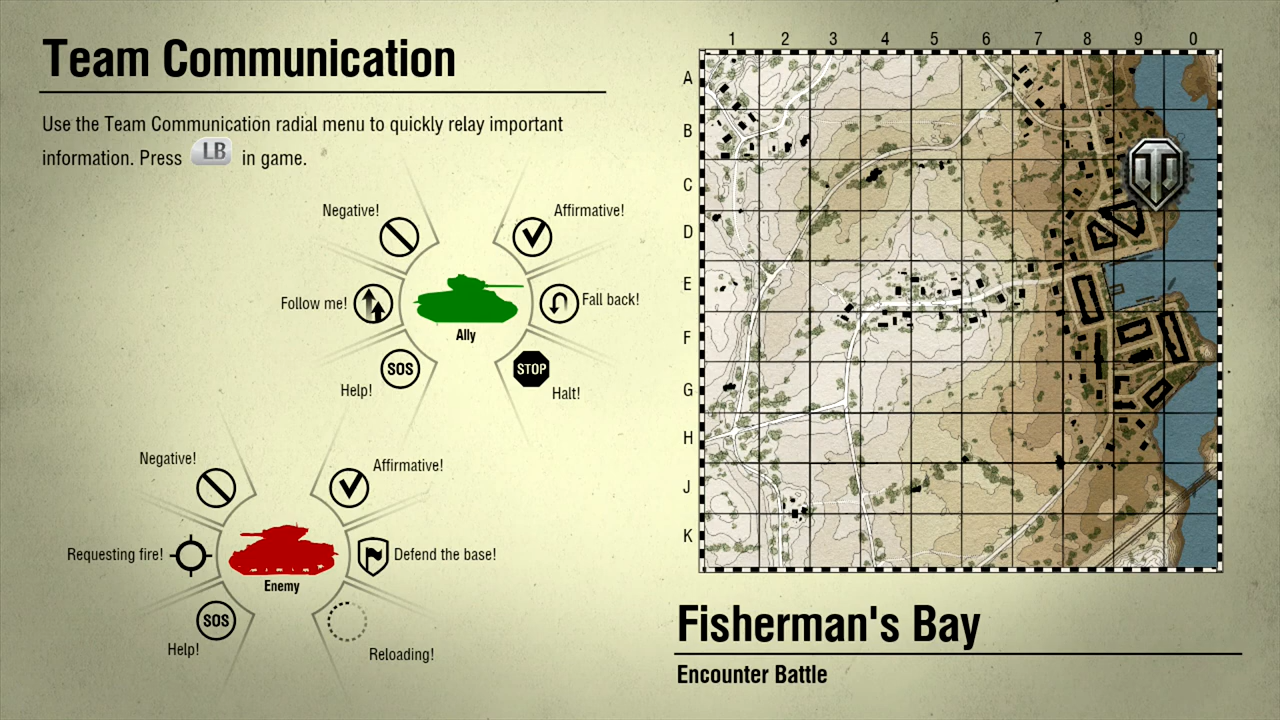 Team Communication
Use the Team Communication radial menu to quickly relay important
information. Press LB in game.
Negative!
Affirmative!
Follow me!
Fall back!
Ally
SOS
STOP
Help!
Halt!
Negative!
Affirmative!
Requesting fire!
Defend the base!
Enemy
SOS
Help!
Reloading!
1 2 3 4 5 6 7 8 9 0
A
B
C
D
E
F
G
H
J
K
Fisherman's Bay
Encounter Battle